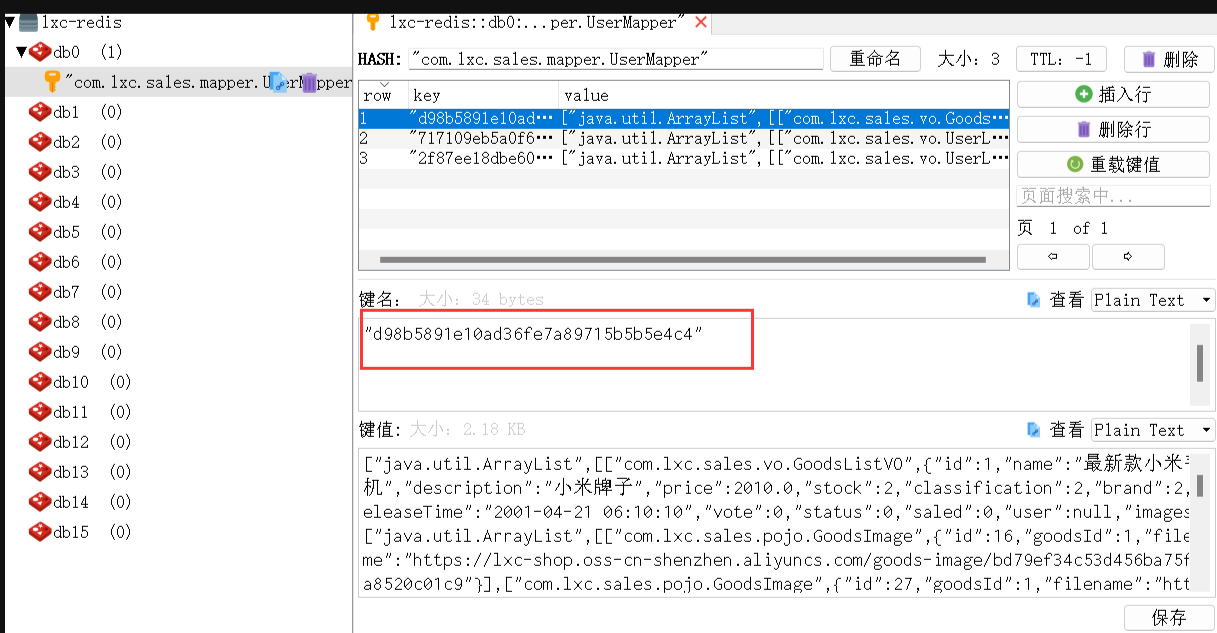 lxc-redis
db0 (1)
"com.lxc.sales.mapper.UserMapper
db1 (0)
db2 (0)
db3 (0)
db4 (0)
db5 (0)
db6 (0)
db7 (0)
db8 (0)
db9 (0)
db10 (0)
db11 (0)
db12 (0)
db13 (0)
db14 (0)
db15 (0)
lxc-redis::db0:...per.UserMapper"
HASH: "com.lxc.sales.mapper.UserMapper" 重命名 大小: 3 TTL: -1 删除
row key value
1 "d98b5891e10ad··· ["java.util.ArrayList",[["com.lxc.sales.vo.Goods···
2 "717109eb5a0f6··· ["java.util.ArrayList",[["com.lxc.sales.vo.UserL···
3 "2f87ee18dbe60··· ["java.util.ArrayList",[["com.lxc.sales.vo.UserL···
插入行
删除行
重载键值
页面搜索中...
页 1 of 1
键名: 大小: 34 bytes 查看 Plain Text
"d98b5891e10ad36fe7a89715b5b5e4c4"
键值: 大小: 2.18 KB 查看 Plain Text
["java.util.ArrayList",[["com.lxc.sales.vo.GoodsListVO",{"id":1,"name":"最新款小米手
机","description":"小米牌子","price":2010.0,"stock":2,"classification":2,"brand":2,
eleaseTime":"2001-04-21 06:10:10","vote":0,"status":0,"saled":0,"user":null,"images
["java.util.ArrayList",[["com.lxc.sales.pojo.GoodsImage",{"id":16,"goodsId":1,"file
me":"https://lxc-shop.oss-cn-shenzhen.aliyuncs.com/goods-image/bd79ef34c53d456ba75f
a8520c01c9"}],["com.lxc.sales.pojo.GoodsImage",{"id":27,"goodsId":1,"filename":"htt
保存